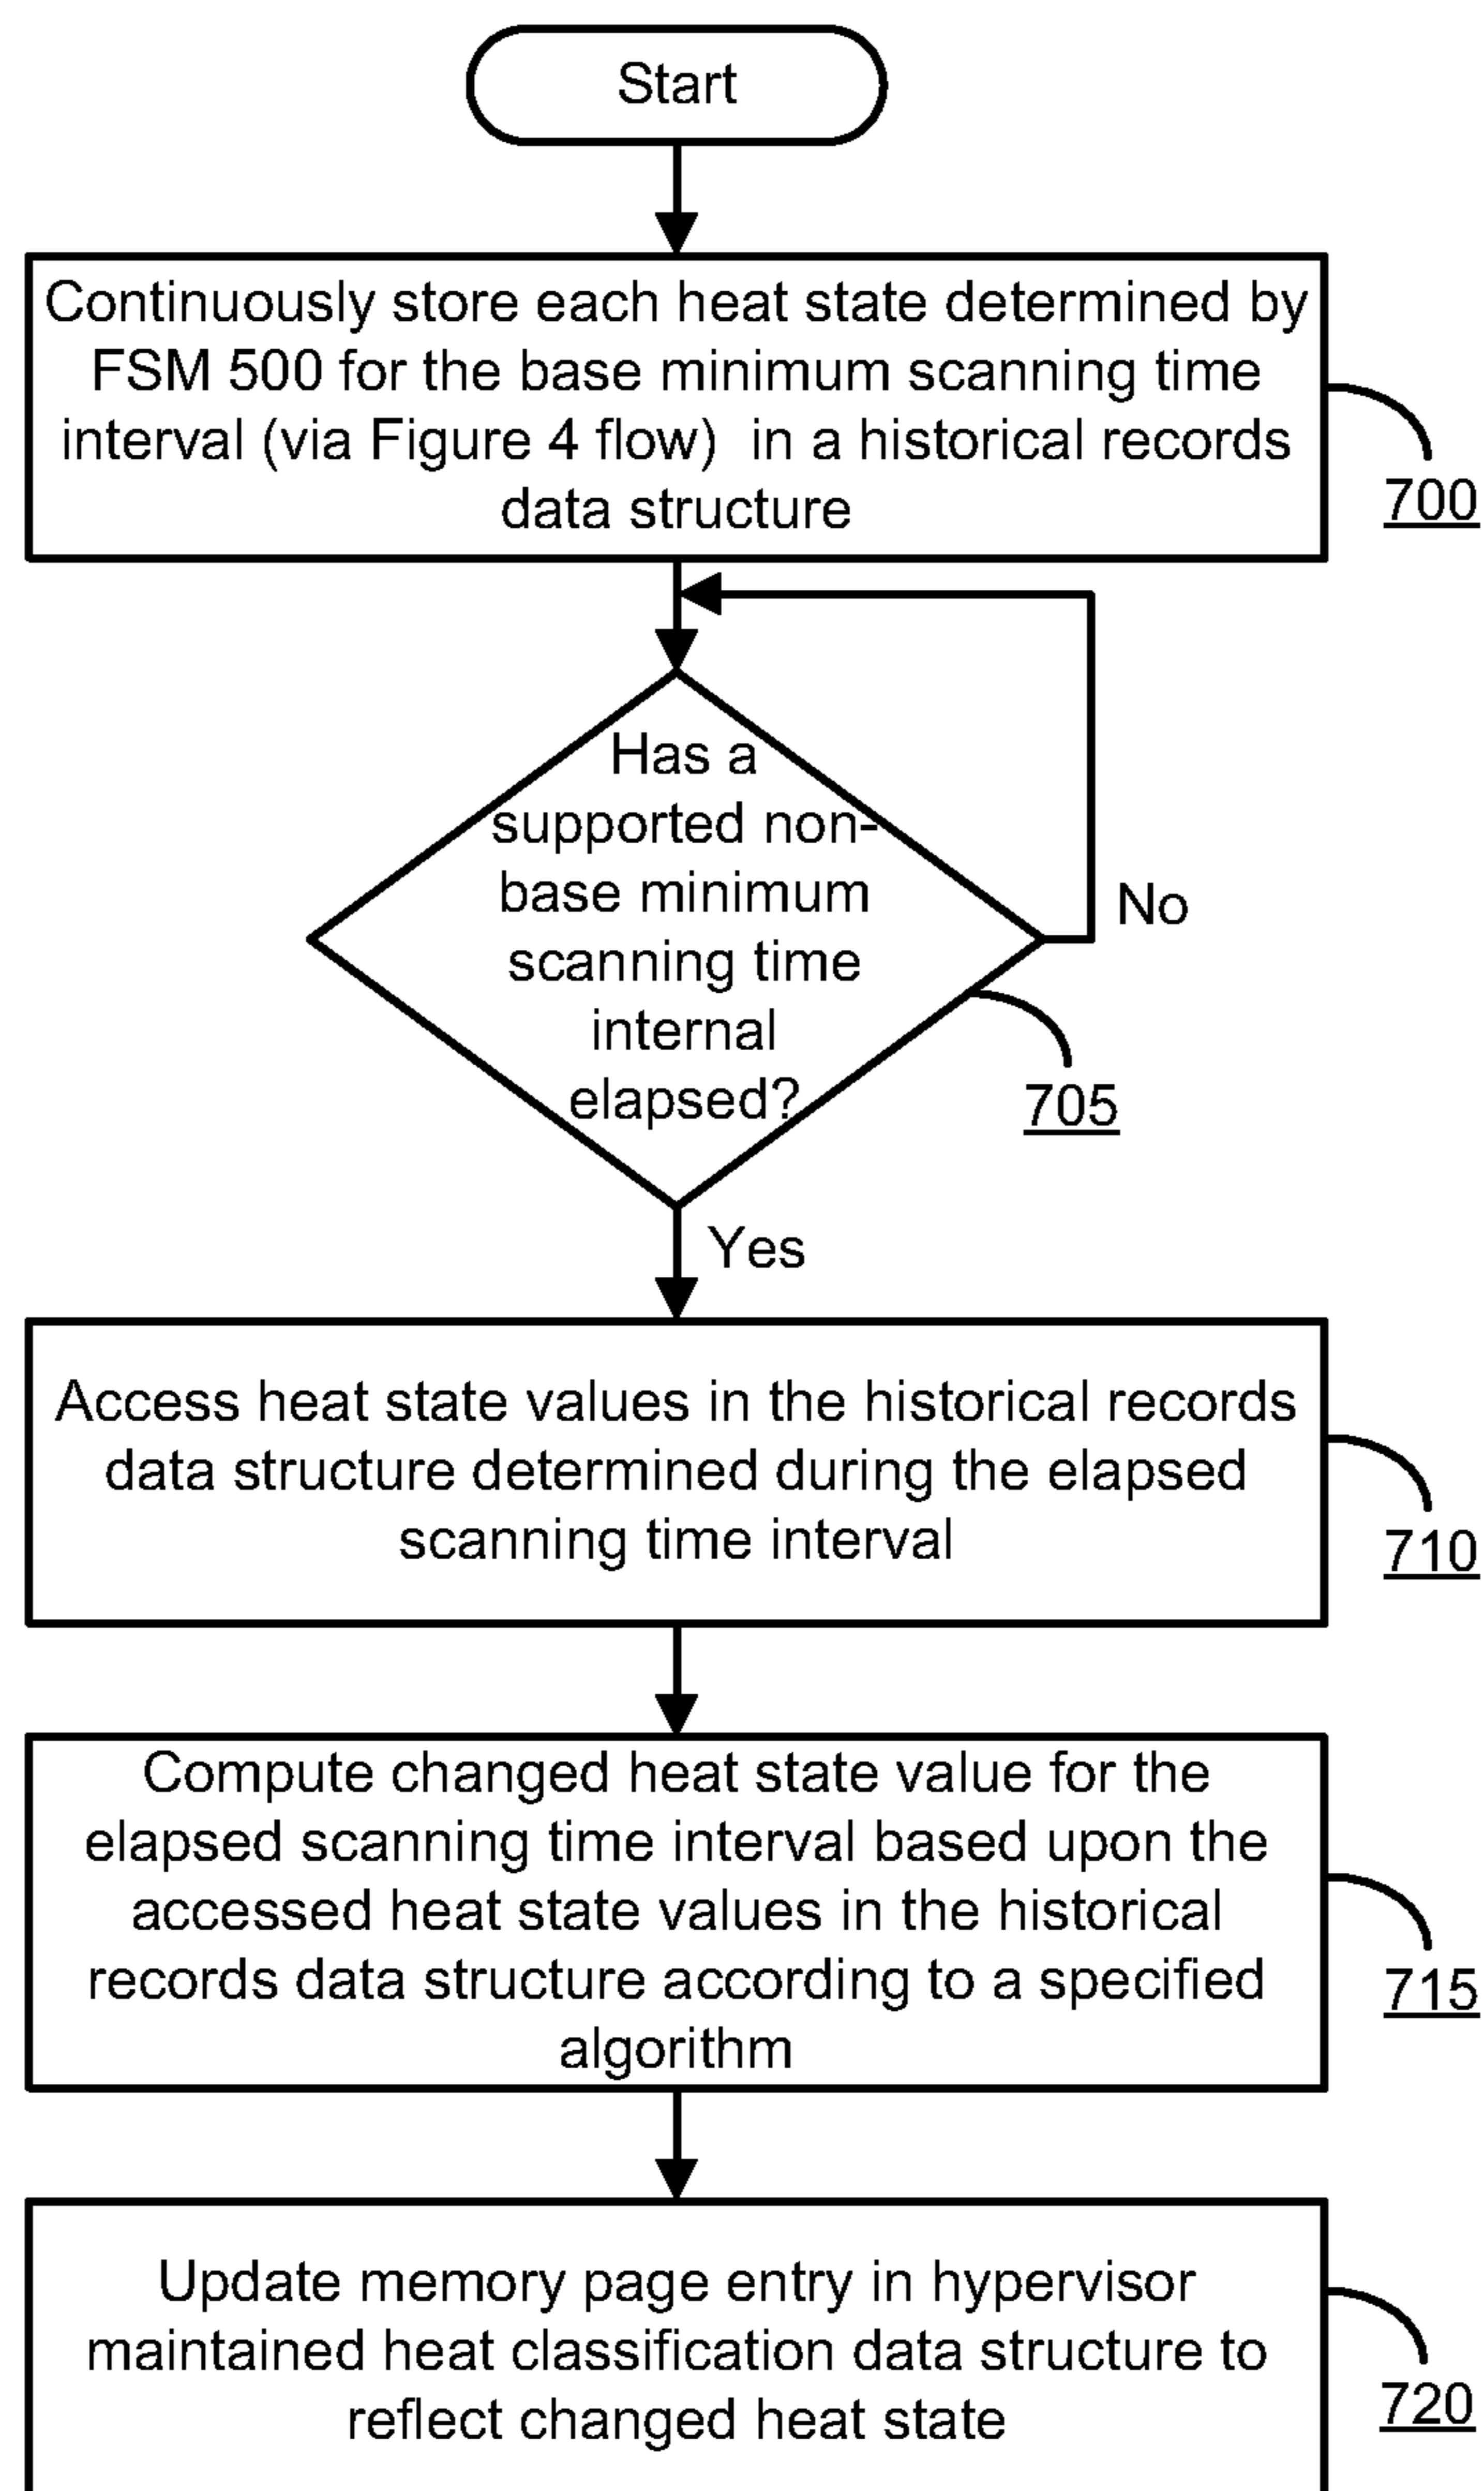 Start
Continuously store each heat state determined by
FSM 500 for the base minimum scanning time
interval (via Figure 4 flow) in a historical records
data structure
700
Has a
supported non-
base minimum
scanning time
internal
elapsed?
No
705
Yes
Access heat state values in the historical records
data structure determined during the elapsed
scanning time interval
710
Compute changed heat state value for the
elapsed scanning time interval based upon the
accessed heat state values in the historical
records data structure according to a specified
algorithm
715
Update memory page entry in hypervisor
maintained heat classification data structure to
reflect changed heat state
720